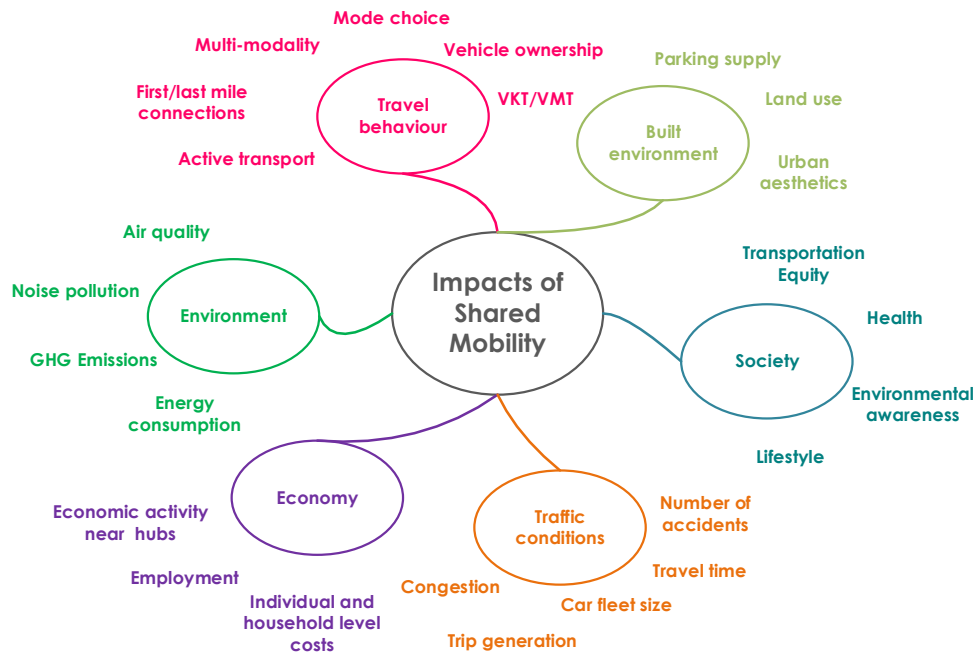 Mode choice
Multi-modality
Vehicle ownership
First/last mile
connections
VKT/VMT
Active transport
Travel
behaviour
Parking supply
Land use
Urban
aesthetics
Built
environment
Air quality
Noise pollution
GHG Emissions
Energy
consumption
Environment
Impacts of
Shared
Mobility
Transportation
Equity
Health
Environmental
awareness
Lifestyle
Society
Economy
Economic activity
near hubs
Employment
Individual and
household level
costs
Traffic
conditions
Number of
accidents
Travel time
Car fleet size
Congestion
Trip generation